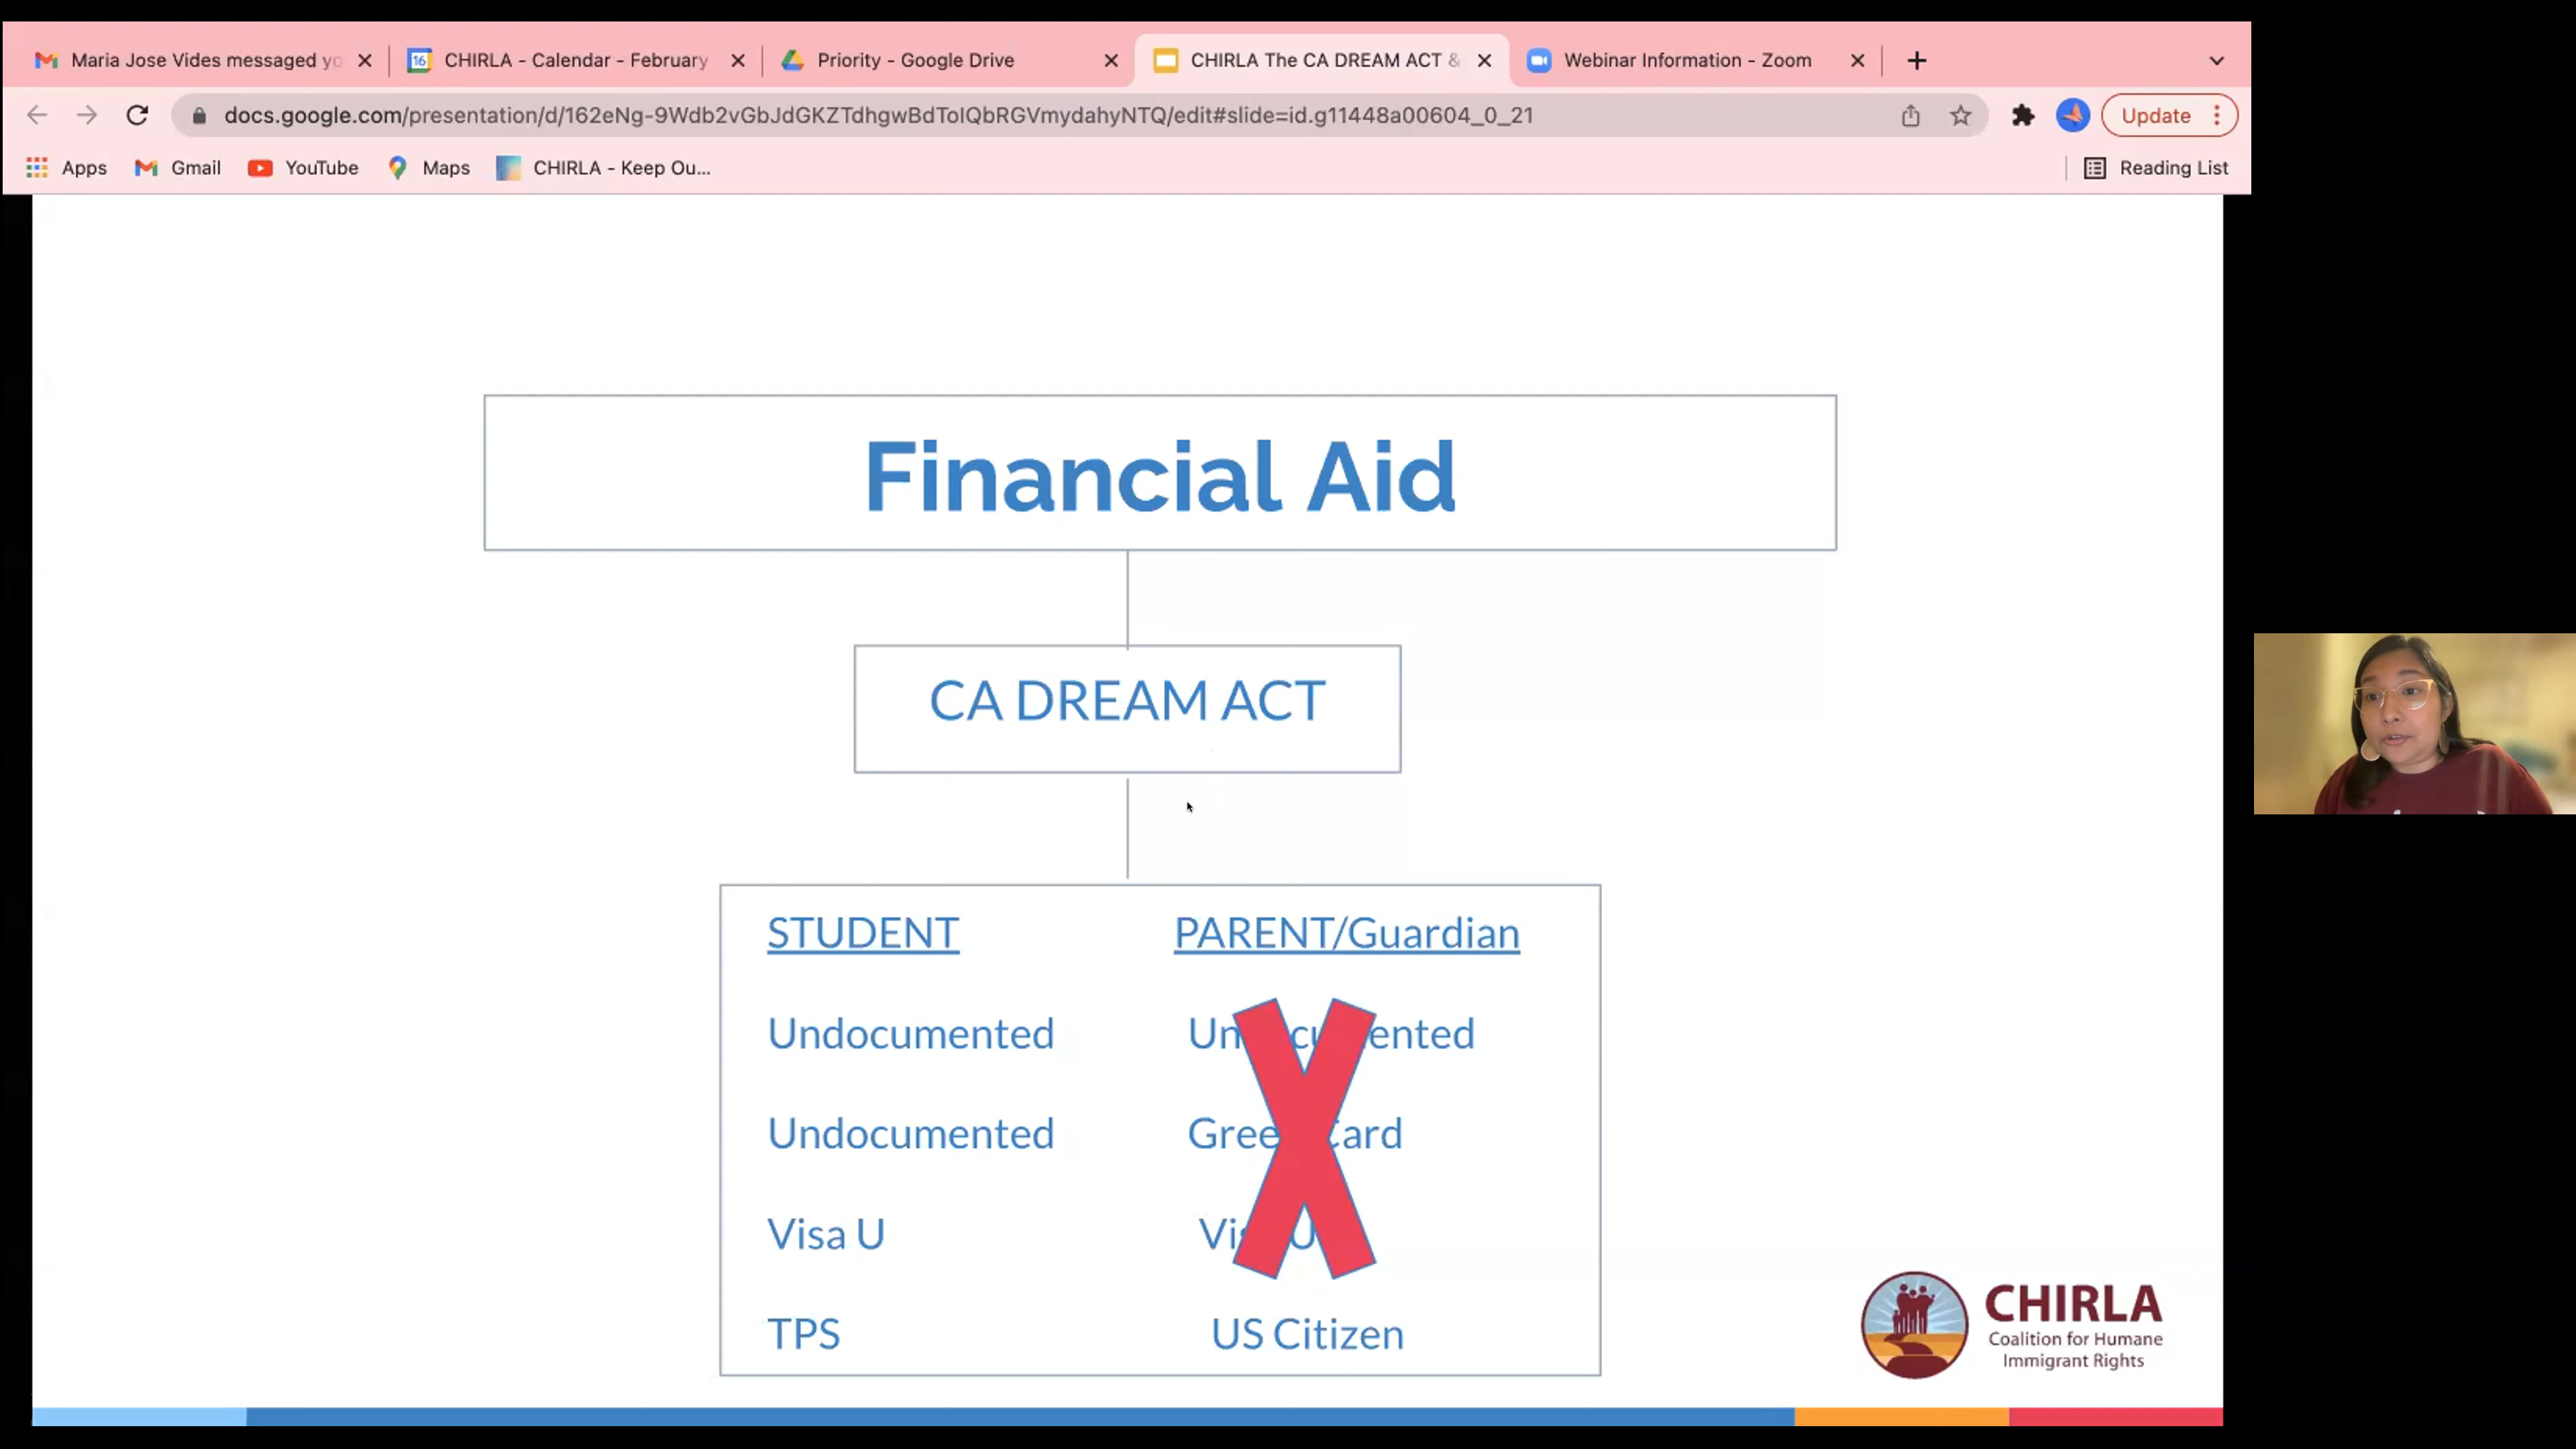 Maria Jose Vides messaged yo
CHIRLA - Calendar - February
Priority - Google Drive
CHIRLA The CA DREAM ACT &
Webinar Information - Zoom
docs.google.com/presentation/d/162eNg-9Wdb2vGbJdGKZTdhgwBdToIQbRGVmydahyNTQ/edit#slide=id.g11448a00604_0_21
Update
Apps
Gmail
YouTube
Maps
CHIRLA - Keep Ou...
Reading List
Financial Aid
CA DREAM ACT
STUDENT PARENT/Guardian
Undocumented Undocumented
Undocumented Green Card
Visa U Visa U
TPS US Citizen
CHIRLA
Coalition for Humane
Immigrant Rights